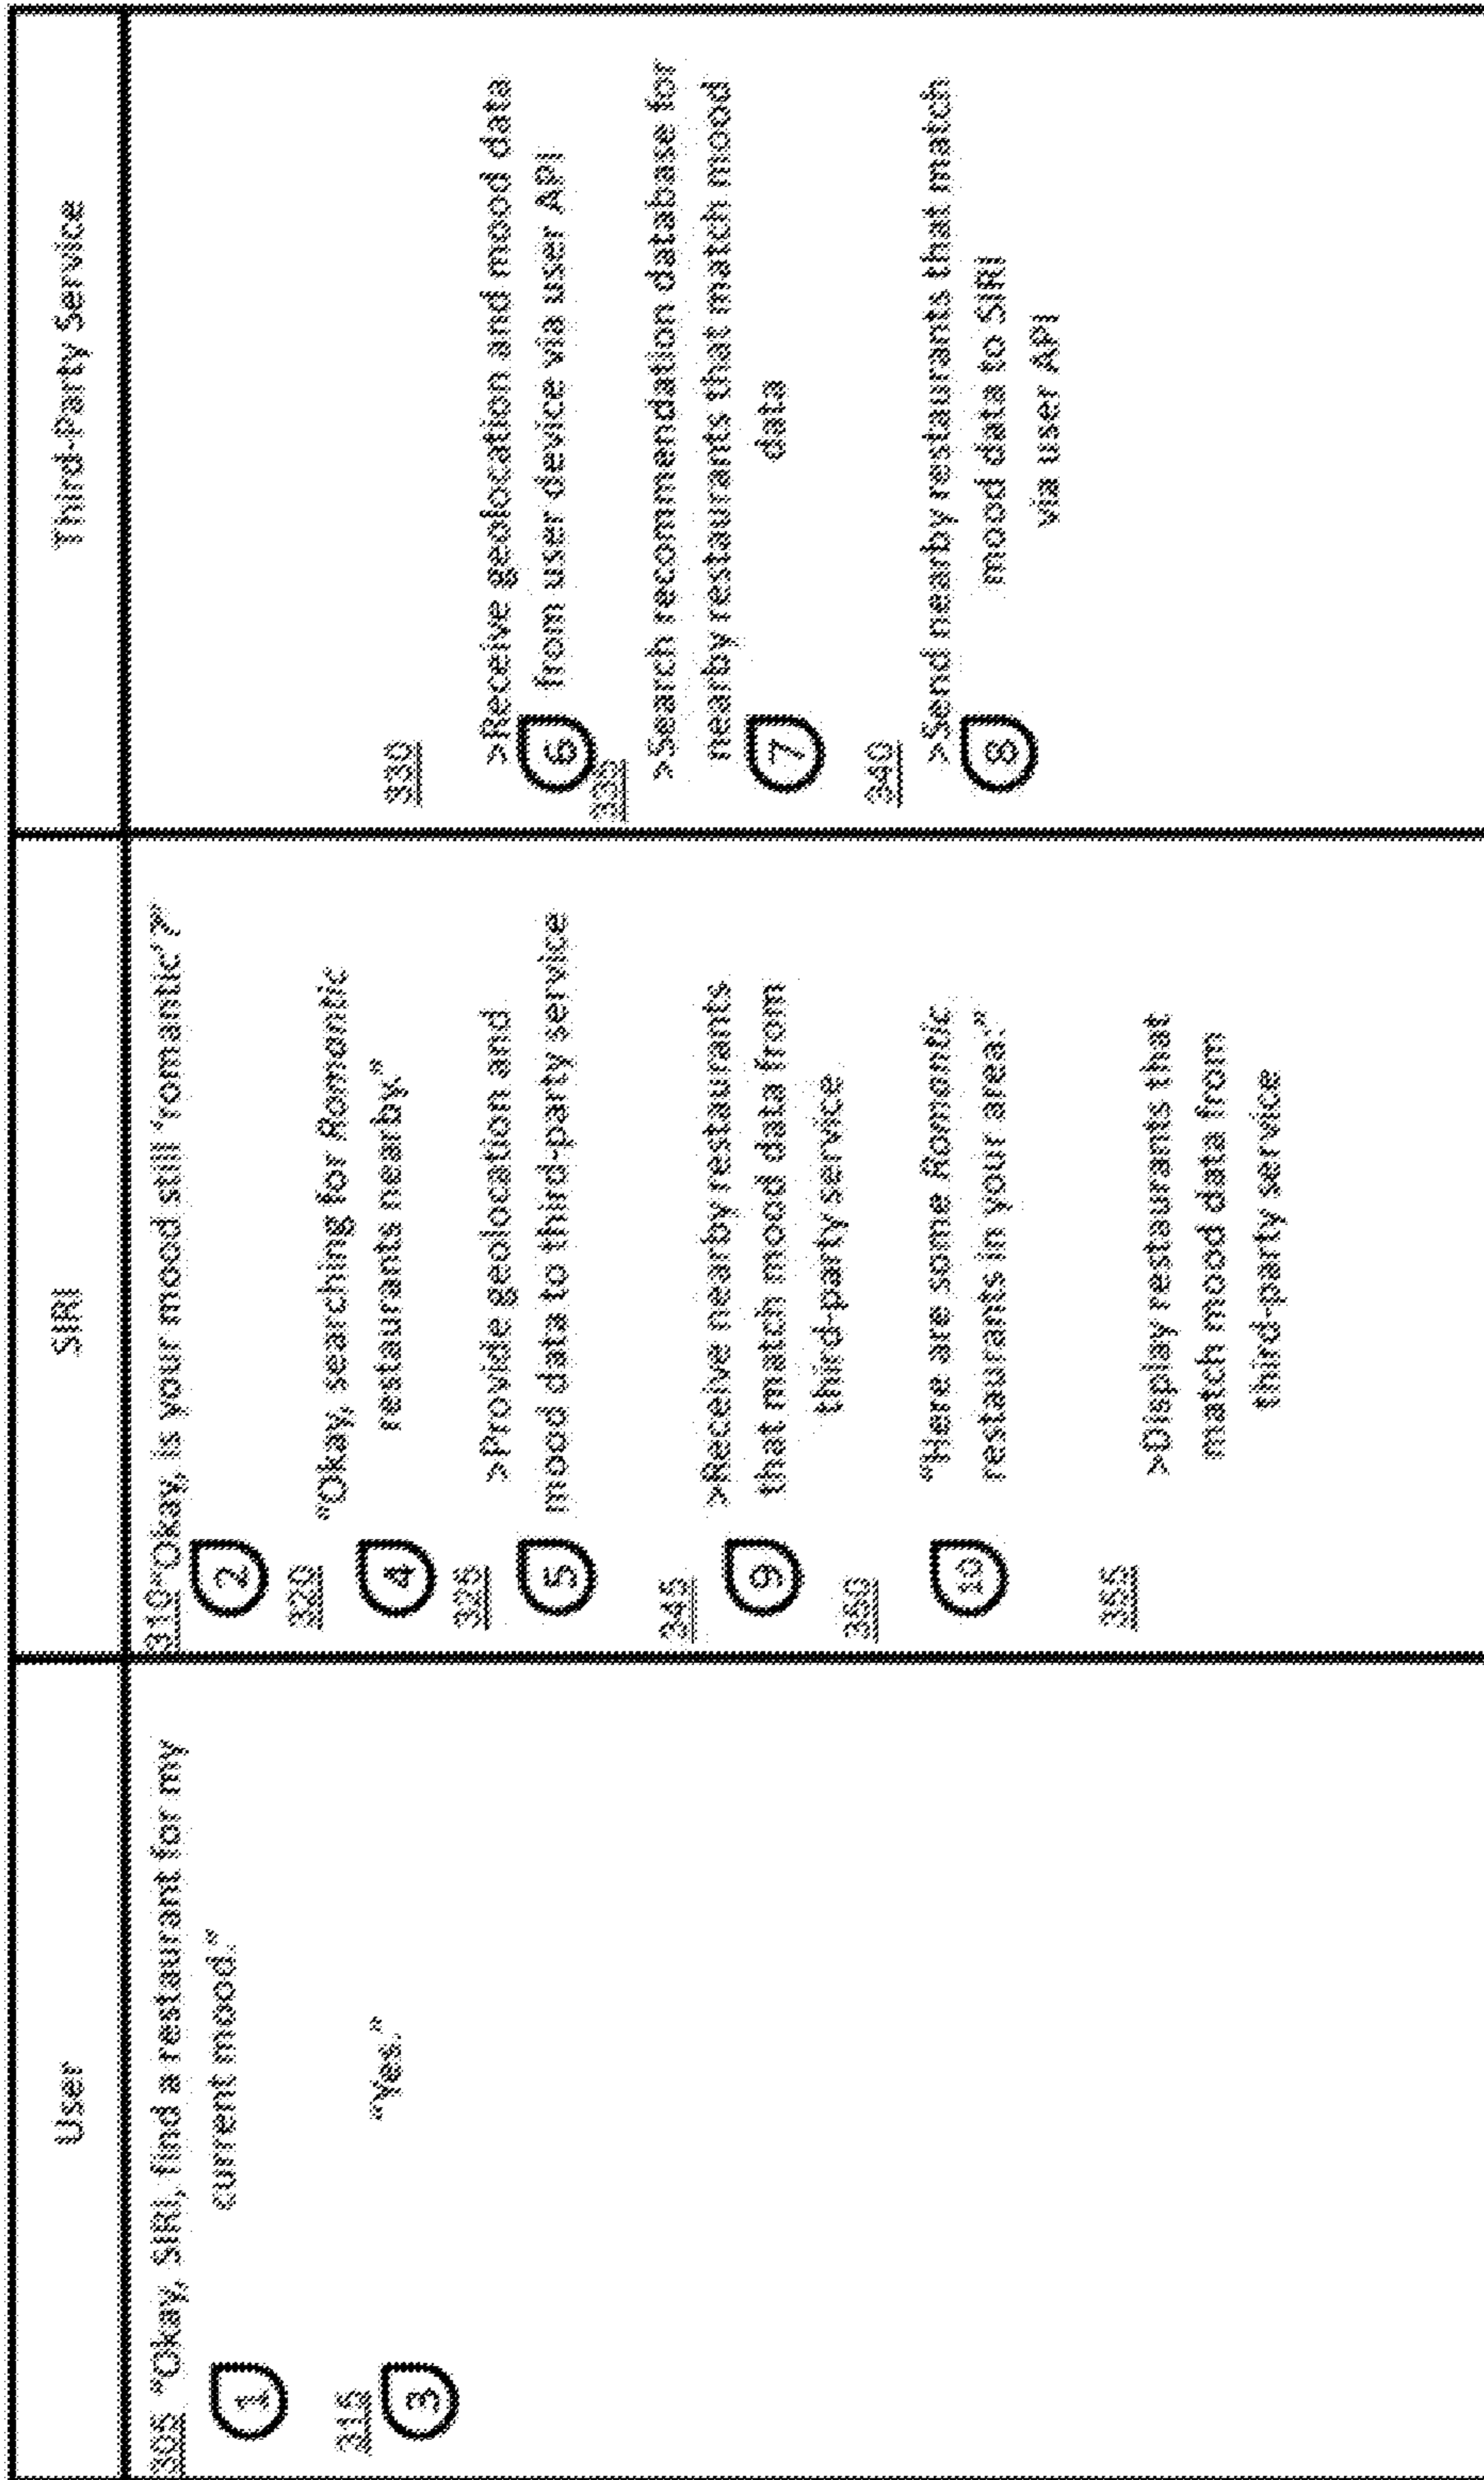 User
SIRI
Third-Party Service
305 "Okay, SIRI, find a restaurant for my
current mood."
1
315
"Yes."
3
310 "Okay, is your mood still 'romantic'?"
2
320
"Okay, searching for Romantic
restaurants nearby."
4
325
>Provide geolocation and
mood data to third-party service
5
345
>Receive nearby restaurants
that match mood data from
third-party service
9
350
"Here are some Romantic
restaurants in your area."
10
355
>Display restaurants that
match mood data from
third-party service
330
>Receive geolocation and mood data
from user device via user API
6
335
>Search recommendation database for
nearby restaurants that match mood
data
7
340
>Send nearby restaurants that match
mood data to SIRI
via user API
8